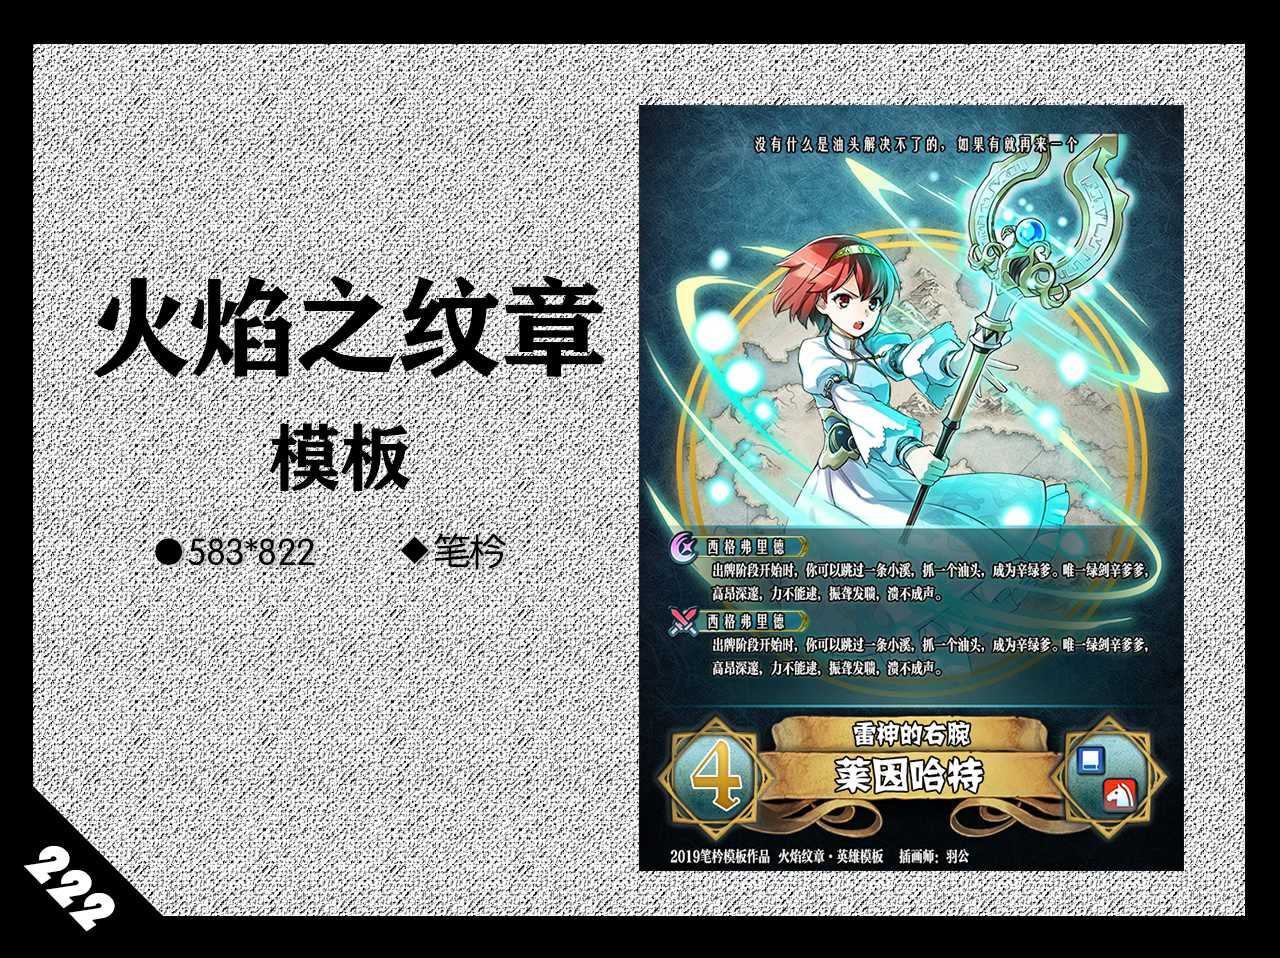 火焰之纹章
模板
●583*822 ◆笔枔
222
没有什么是油头解决不了的，如果有就再来一个
西格弗里德
出牌阶段开始时，你可以跳过一条小溪，抓一个油头，成为辛绿爹。唯一绿剑辛爹爹，
高昂深邃，力不能逮，振聋发聩，溃不成声。
西格弗里德
出牌阶段开始时，你可以跳过一条小溪，抓一个油头，成为辛绿爹。唯一绿剑辛爹爹，
高昂深邃，力不能逮，振聋发聩，溃不成声。
4
雷神的右腕
莱因哈特
2019笔枔模板作品 火焰纹章·英雄模板 插画师：羽公